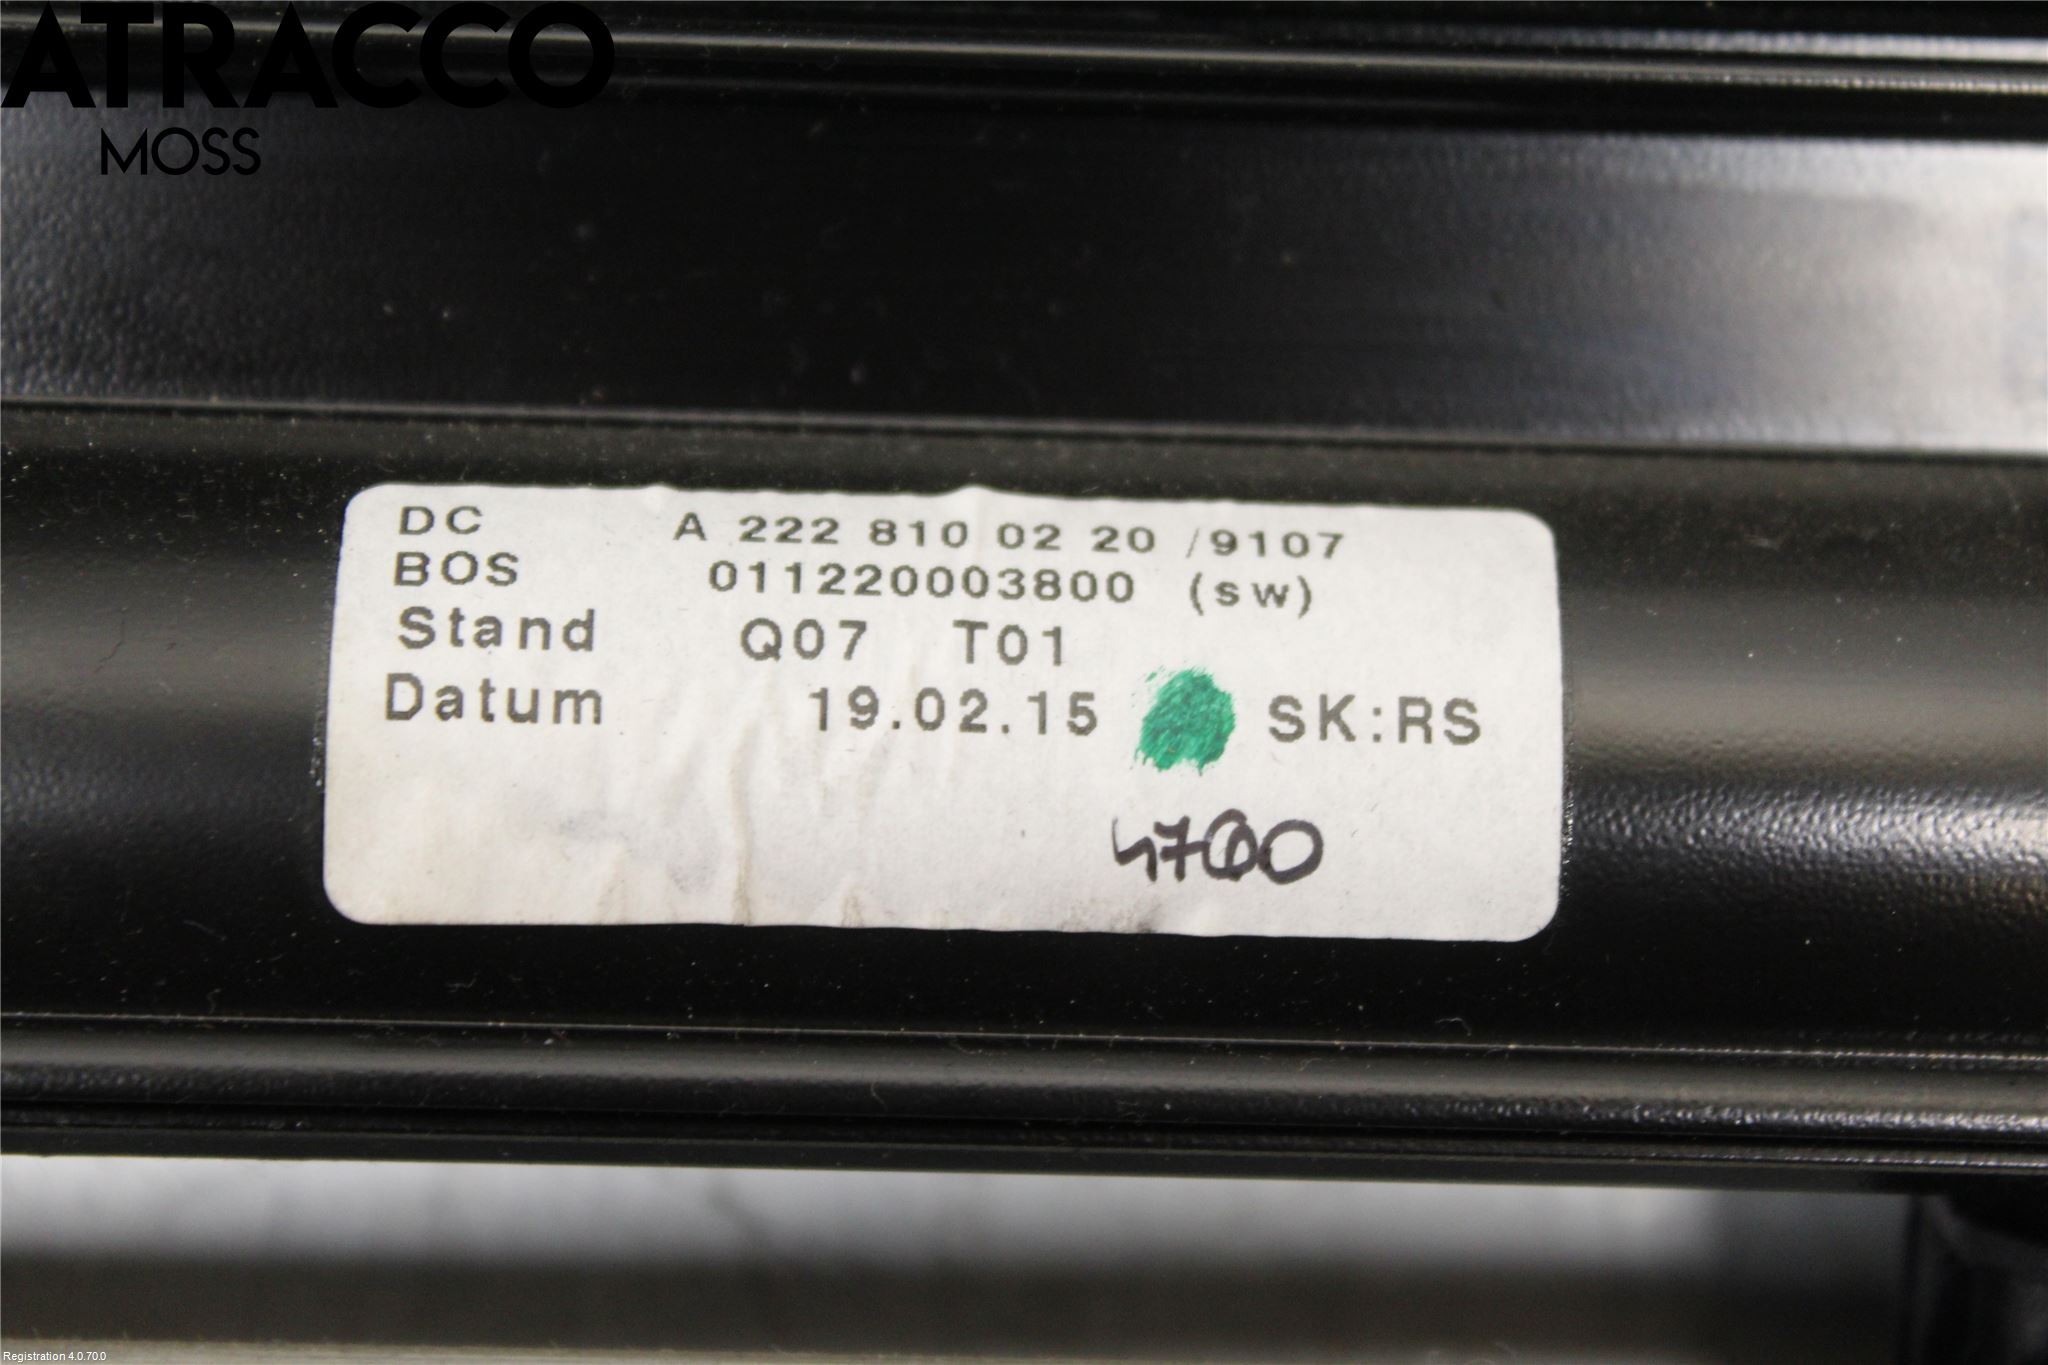 ATRACCO
MOSS
DC A 222 810 02 20 /9107
BOS 011220003800 (sw)
Stand Q07 T01
Datum 19.02.15 SK:RS
Registration 4.0.70.0